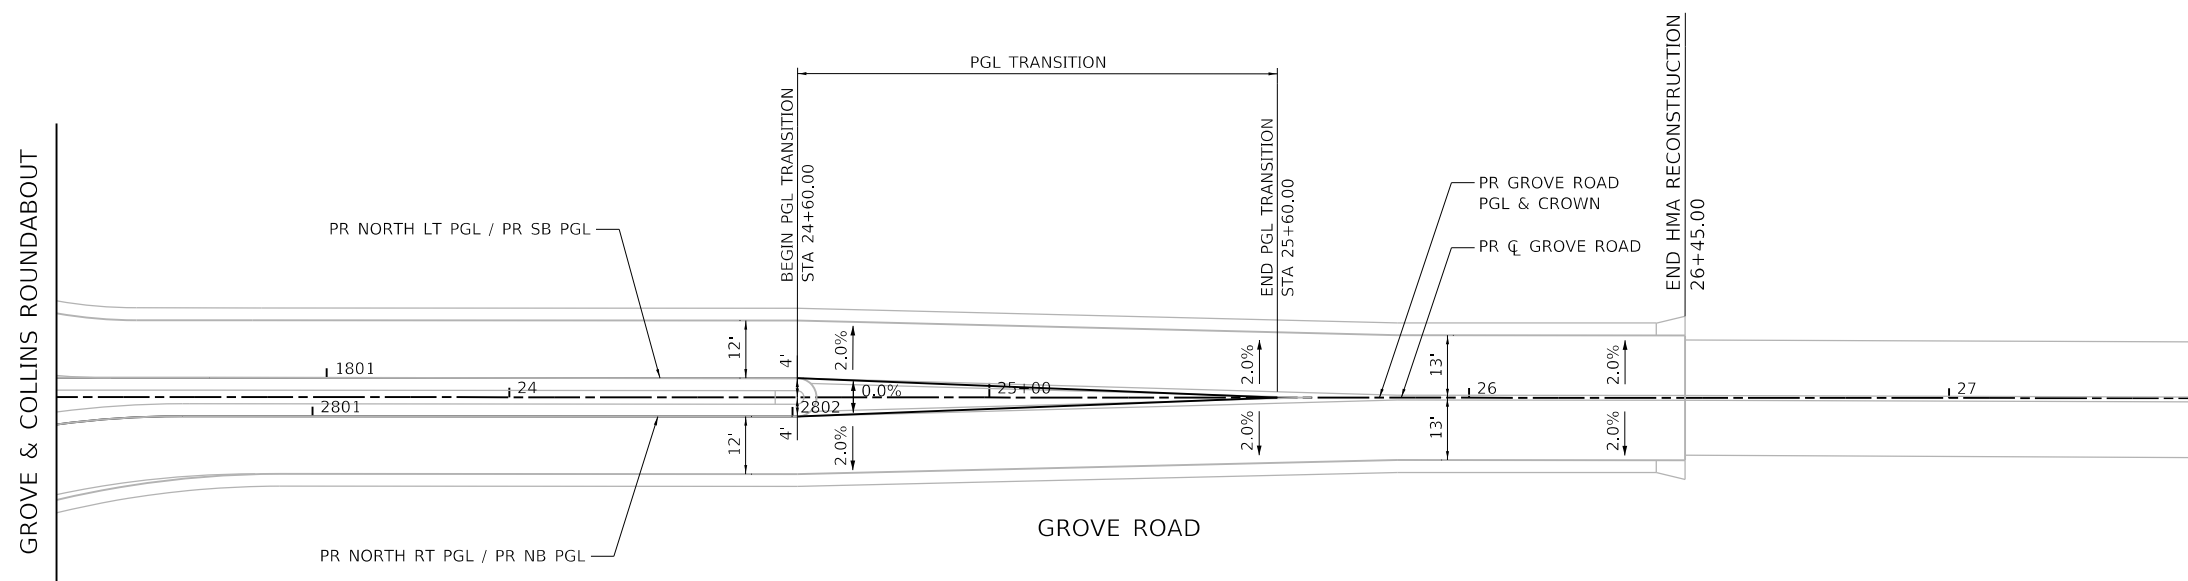 PGL TRANSITION
GROVE & COLLINS ROUNDABOUT
BEGIN PGL TRANSITION
STA 24+60.00
END PGL TRANSITION
STA 25+60.00
END HMA RECONSTRUCTION
26+45.00
PR GROVE ROAD
PGL & CROWN
PR ℄ GROVE ROAD
PR NORTH LT PGL / PR SB PGL
12'
4'
2.0%
2.0%
13'
2.0%
1801
24
0.0%
25+00
26
27
2801
2802
12'
4'
2.0%
2.0%
13'
2.0%
GROVE ROAD
PR NORTH RT PGL / PR NB PGL